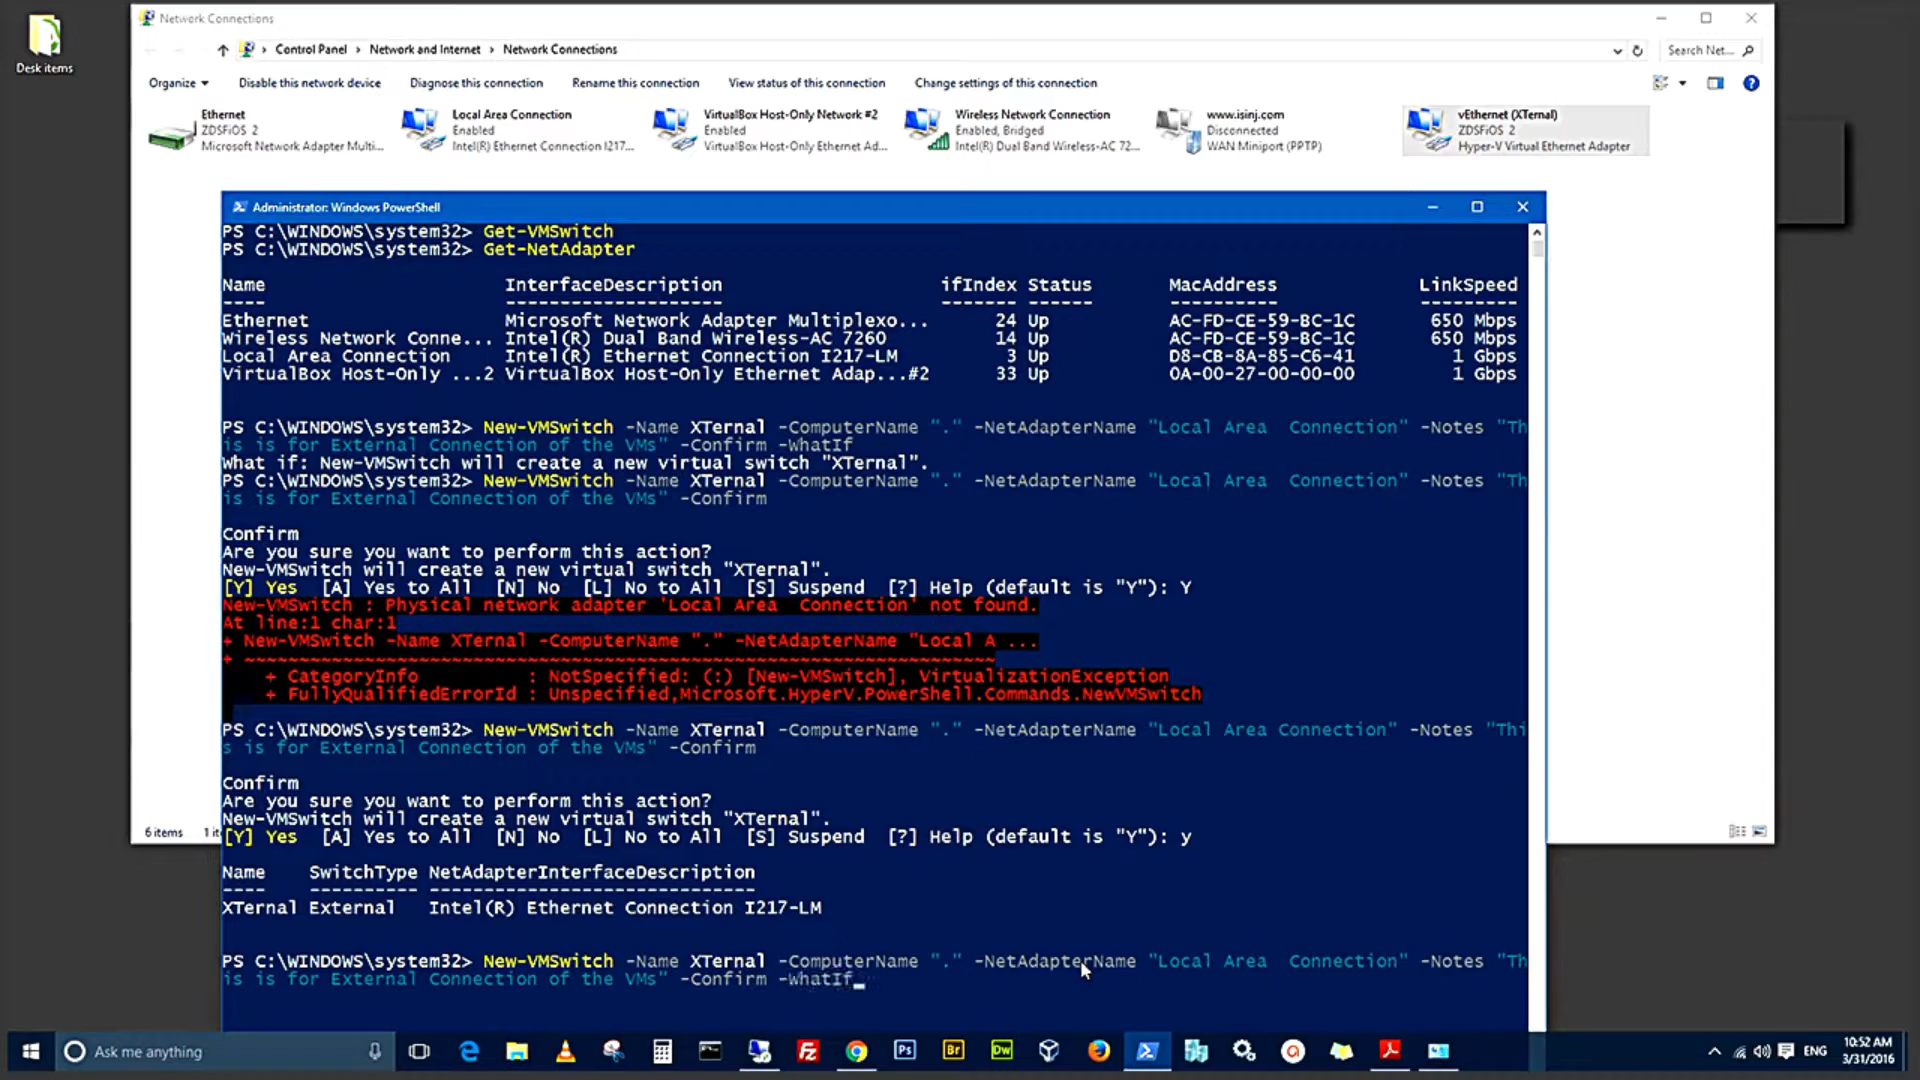 Desk items
Network Connections
Control Panel > Network and Internet > Network Connections
Search Net...
Organize
Disable this network device
Diagnose this connection
Rename this connection
View status of this connection
Change settings of this connection
Ethernet
ZDSFiOS 2
Microsoft Network Adapter Multi...
Local Area Connection
Enabled
Intel(R) Ethernet Connection I217...
VirtualBox Host-Only Network #2
Enabled
VirtualBox Host-Only Ethernet Ad...
Wireless Network Connection
Enabled, Bridged
Intel(R) Dual Band Wireless-AC 72...
www.isinj.com
Disconnected
WAN Miniport (PPTP)
vEthernet (XTernal)
ZDSFiOS 2
Hyper-V Virtual Ethernet Adapter
Administrator: Windows PowerShell
PS C:\WINDOWS\system32> Get-VMSwitch
PS C:\WINDOWS\system32> Get-NetAdapter
Name InterfaceDescription ifIndex Status MacAddress LinkSpeed
---- -------------------- ------- ------ ---------- ---------
Ethernet Microsoft Network Adapter Multiplexo... 24 Up AC-FD-CE-59-BC-1C 650 Mbps
Wireless Network Conne... Intel(R) Dual Band Wireless-AC 7260 14 Up AC-FD-CE-59-BC-1C 650 Mbps
Local Area Connection Intel(R) Ethernet Connection I217-LM 3 Up D8-CB-8A-85-C6-41 1 Gbps
VirtualBox Host-Only ...2 VirtualBox Host-Only Ethernet Adap...#2 33 Up 0A-00-27-00-00-00 1 Gbps
PS C:\WINDOWS\system32> New-VMSwitch -Name XTernal -ComputerName "." -NetAdapterName "Local Area  Connection" -Notes "Th
is is for External Connection of the VMs" -Confirm -WhatIf
What if: New-VMSwitch will create a new virtual switch "XTernal".
PS C:\WINDOWS\system32> New-VMSwitch -Name XTernal -ComputerName "." -NetAdapterName "Local Area  Connection" -Notes "Th
is is for External Connection of the VMs" -Confirm
Confirm
Are you sure you want to perform this action?
New-VMSwitch will create a new virtual switch "XTernal".
[Y] Yes [A] Yes to All [N] No [L] No to All [S] Suspend [?] Help (default is "Y"): Y
New-VMSwitch : Physical network adapter 'Local Area  Connection' not found.
At line:1 char:1
+ New-VMSwitch -Name XTernal -ComputerName "." -NetAdapterName "Local A ...
+ ~~~~~~~~~~~~~~~~~~~~~~~~~~~~~~~~~~~~~~~~~~~~~~~~~~~~~~~~~~~~~~~~~~~~~
+ CategoryInfo : NotSpecified: (:) [New-VMSwitch], VirtualizationException
+ FullyQualifiedErrorId : Unspecified,Microsoft.HyperV.PowerShell.Commands.NewVMSwitch
PS C:\WINDOWS\system32> New-VMSwitch -Name XTernal -ComputerName "." -NetAdapterName "Local Area Connection" -Notes "Thi
s is for External Connection of the VMs" -Confirm
Confirm
Are you sure you want to perform this action?
New-VMSwitch will create a new virtual switch "XTernal".
[Y] Yes [A] Yes to All [N] No [L] No to All [S] Suspend [?] Help (default is "Y"): y
Name SwitchType NetAdapterInterfaceDescription
---- ---------- ------------------------------
XTernal External Intel(R) Ethernet Connection I217-LM
PS C:\WINDOWS\system32> New-VMSwitch -Name XTernal -ComputerName "." -NetAdapterName "Local Area  Connection" -Notes "Th
is is for External Connection of the VMs" -Confirm -WhatIf_
6 items
Ask me anything
Ps
Br
Dw
ENG
10:52 AM
3/31/2016